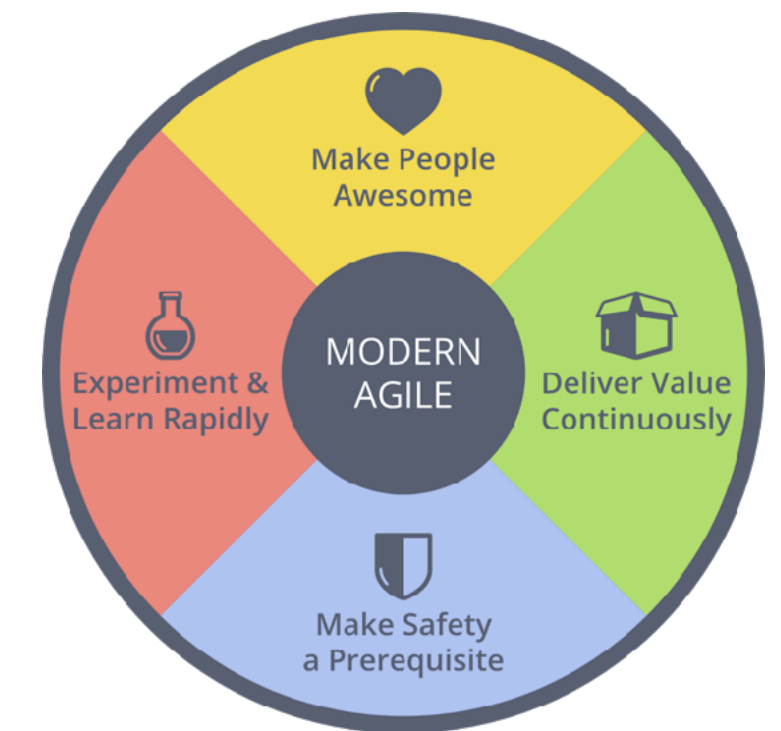 Make People
Awesome
Experiment &
Learn Rapidly
MODERN
AGILE
Deliver Value
Continuously
Make Safety
a Prerequisite